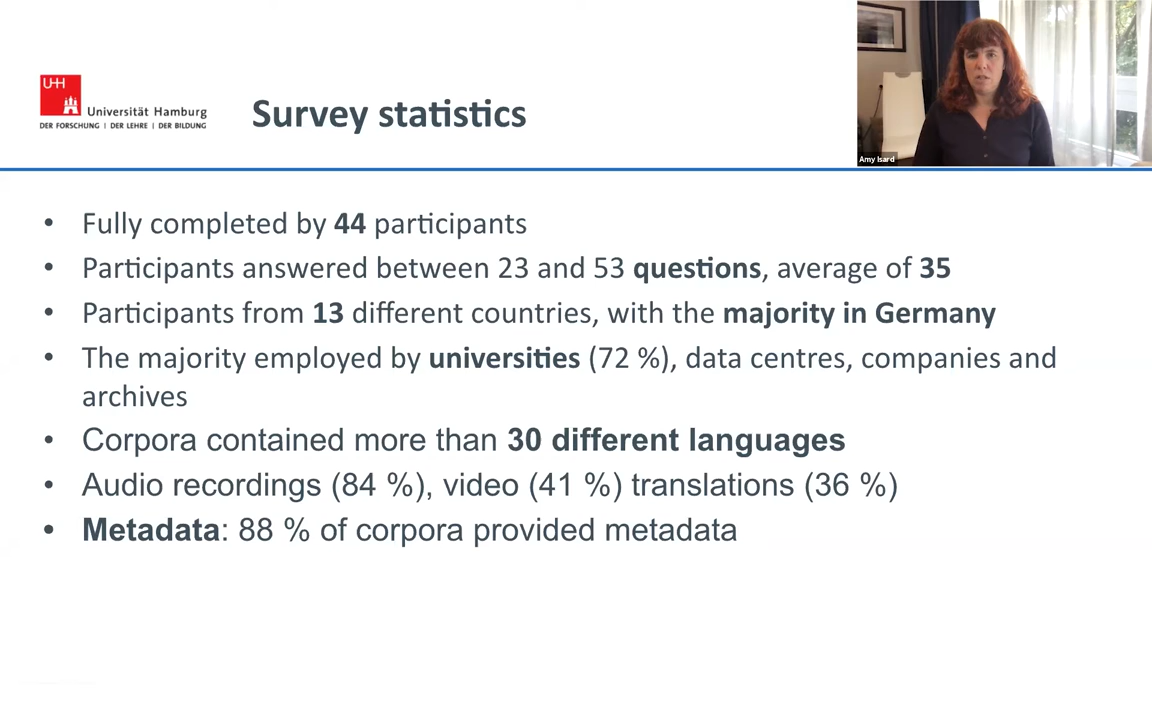 UHH
Universität Hamburg
DER FORSCHUNG | DER LEHRE | DER BILDUNG
Survey statistics
Amy Isard
• Fully completed by 44 participants
• Participants answered between 23 and 53 questions, average of 35
• Participants from 13 different countries, with the majority in Germany
• The majority employed by universities (72 %), data centres, companies and
archives
• Corpora contained more than 30 different languages
• Audio recordings (84 %), video (41 %) translations (36 %)
• Metadata: 88 % of corpora provided metadata